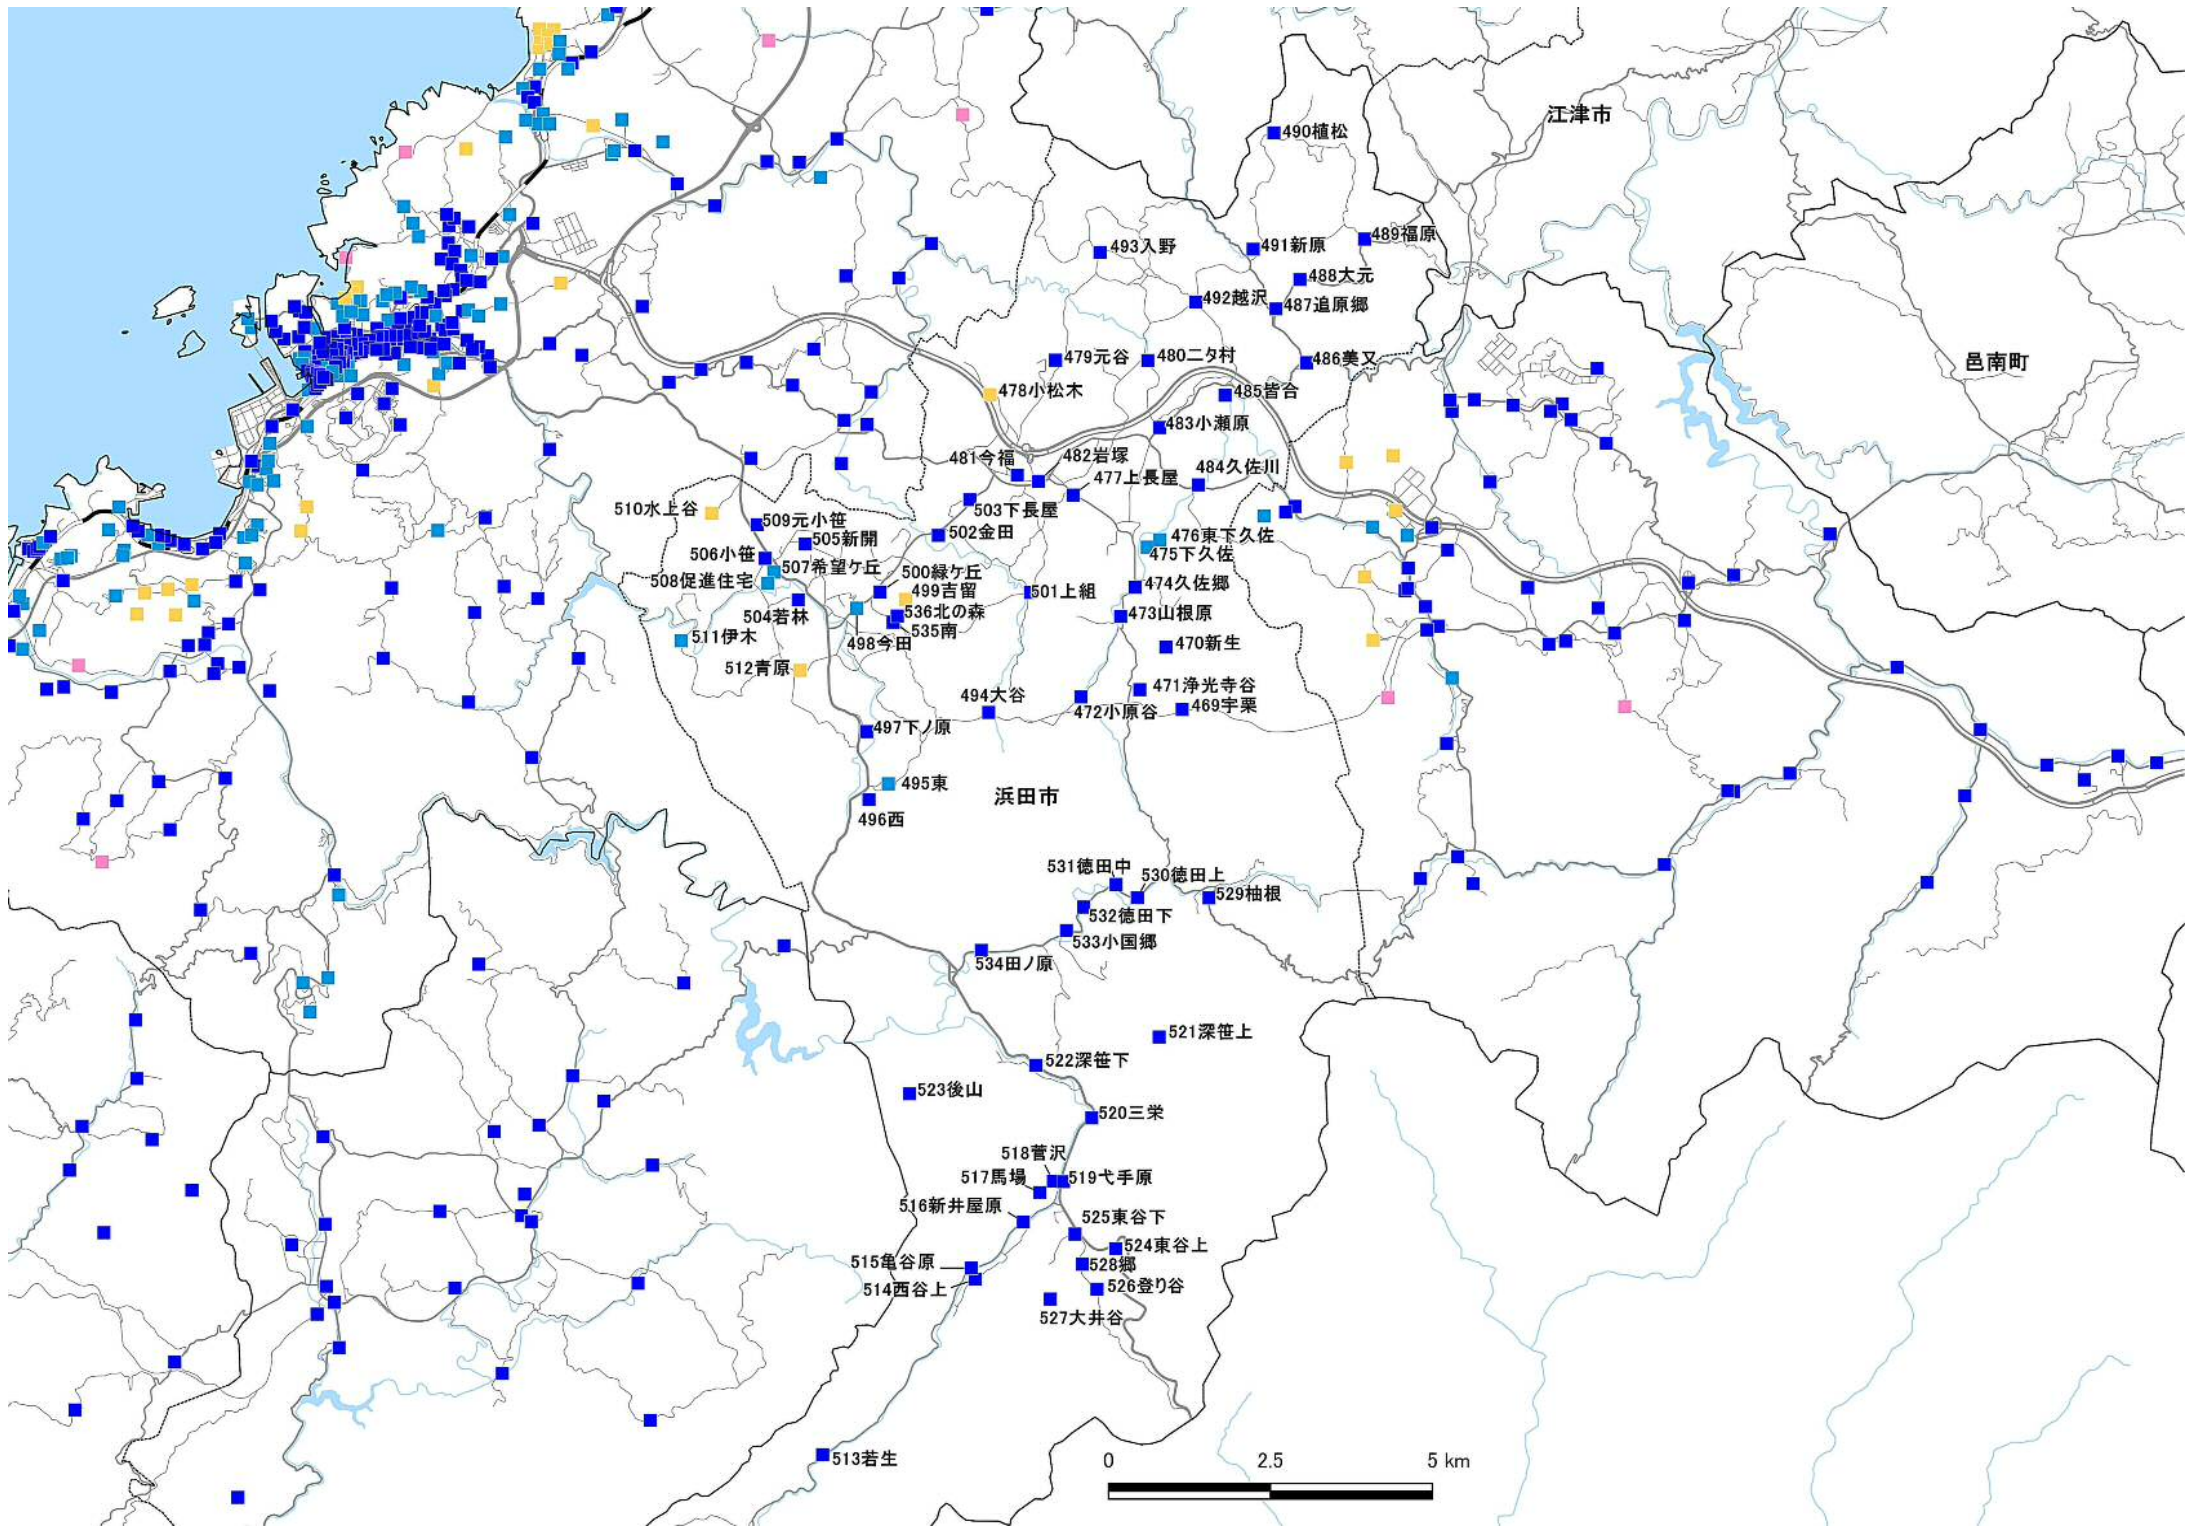 江津市
490植松
493入野
491新原
489福原
488大元
492越沢
487追原郷
479元谷
480二タ村
486美又
邑南町
478小松木
485皆合
483小瀬原
481今福
482岩塚
477上長屋
484久佐川
510水上谷
509元小笹
503下長屋
505新開
502金田
476東下久佐
475下久佐
506小笹
507希望ケ丘
508促進住宅
500緑ケ丘
499吉留
474久佐郷
501上組
504若林
536北の森
535南
473山根原
511伊木
498今田
470新生
512青原
494大谷
471浄光寺谷
472小原谷
469宇栗
497下ノ原
495東
浜田市
496西
531徳田中
530徳田上
529柚根
532徳田下
533小国郷
534田ノ原
521深笹上
522深笹下
523後山
520三栄
518菅沢
517馬場
519弋手原
516新井屋原
525東谷下
524東谷上
515亀谷原
528郷
514西谷上
526登り谷
527大井谷
513若生
0 2.5 5 km